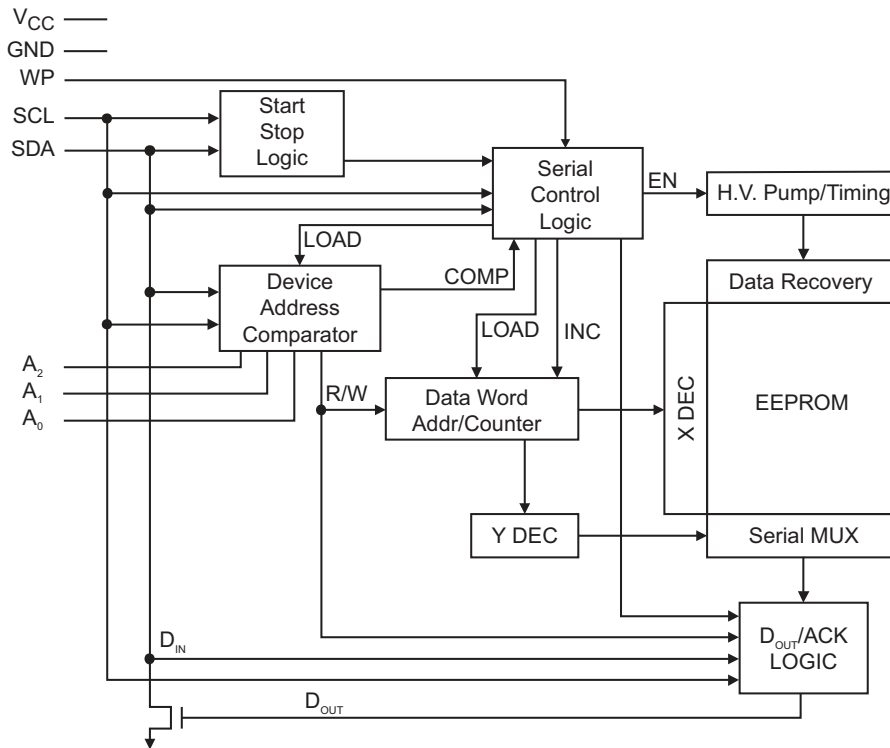 VCC
GND
WP
SCL
SDA
Start
Stop
Logic
Serial
Control
Logic
EN
H.V. Pump/Timing
LOAD
COMP
Device
Address
Comparator
LOAD
INC
Data Recovery
A2
A1
A0
R/W
Data Word
Addr/Counter
X DEC
EEPROM
Y DEC
Serial MUX
DIN
DOUT/ACK
LOGIC
DOUT